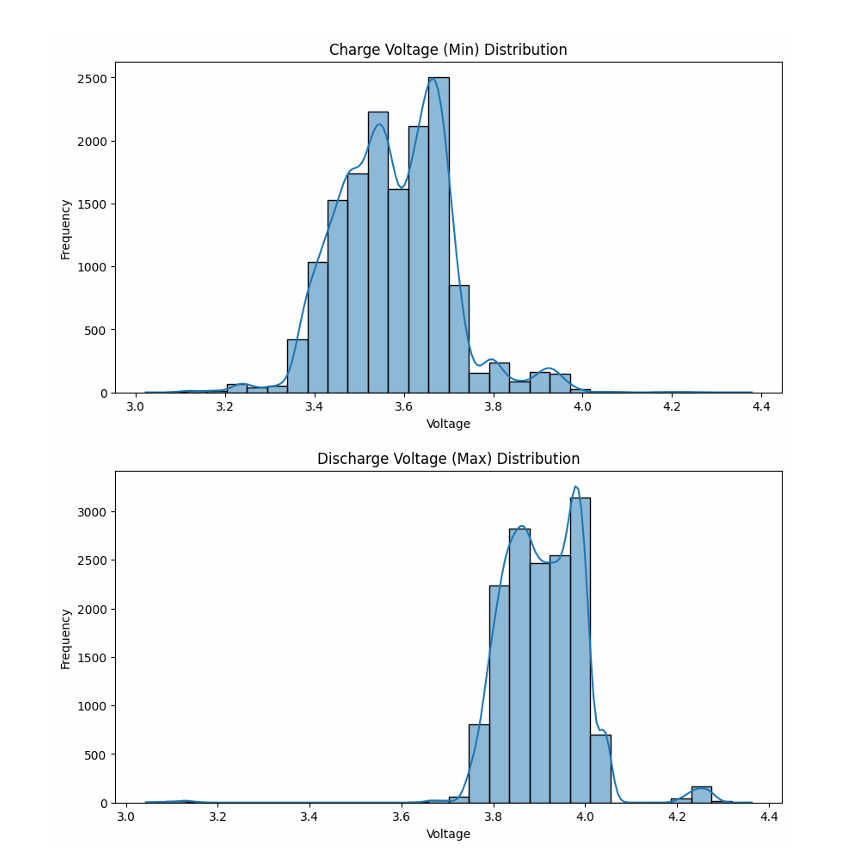 Charge Voltage (Min) Distribution
2500
2000
1500
1000
500
0
Frequency
3.0 3.2 3.4 3.6 3.8 4.0 4.2 4.4
Voltage
Discharge Voltage (Max) Distribution
3000
2500
2000
1500
1000
500
0
Frequency
3.0 3.2 3.4 3.6 3.8 4.0 4.2 4.4
Voltage